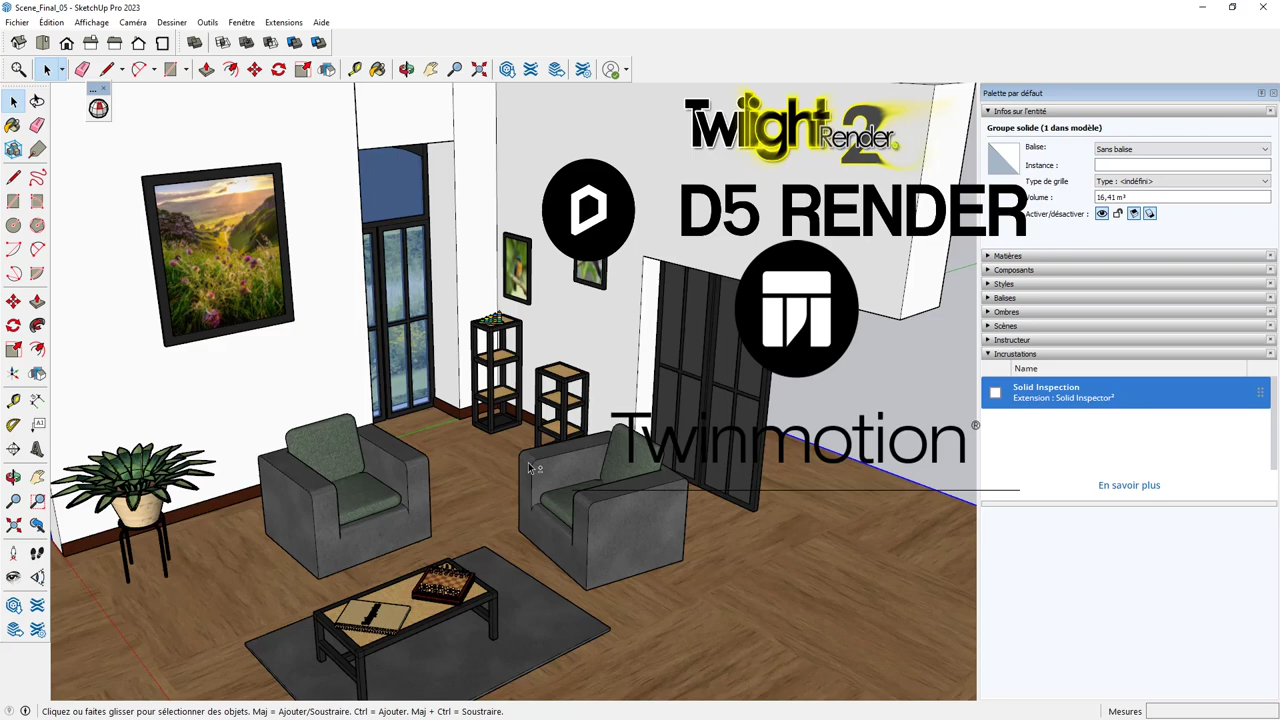 Scene_Final_05 - SketchUp Pro 2023
Fichier Édition Affichage Caméra Dessiner Outils Fenêtre Extensions Aide
...
Palette par défaut
Infos sur l'entité
Groupe solide (1 dans modèle)
Balise: Sans balise
Instance :
Type de grille Type : <indéfini>
Volume : 16,41 m³
Activer/désactiver :
Matières
Composants
Styles
Balises
Ombres
Scènes
Instructeur
Incrustations
Name
Solid Inspection
Extension : Solid Inspector²
En savoir plus
Twilight Render 2
D5 RENDER
Twinmotion®
Cliquez ou faites glisser pour sélectionner des objets. Maj = Ajouter/Soustraire. Ctrl = Ajouter. Maj + Ctrl = Soustraire.
Mesures